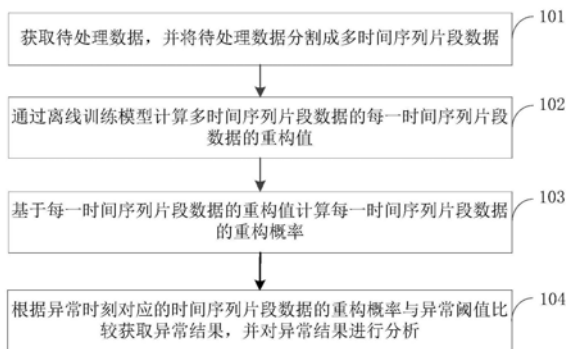 获取待处理数据，并将待处理数据分割成多时间序列片段数据
101
通过离线训练模型计算多时间序列片段数据的每一时间序列片段
数据的重构值
102
基于每一时间序列片段数据的重构值计算每一时间序列片段数据
的重构概率
103
根据异常时刻对应的时间序列片段数据的重构概率与异常阈值比
较获取异常结果，并对异常结果进行分析
104